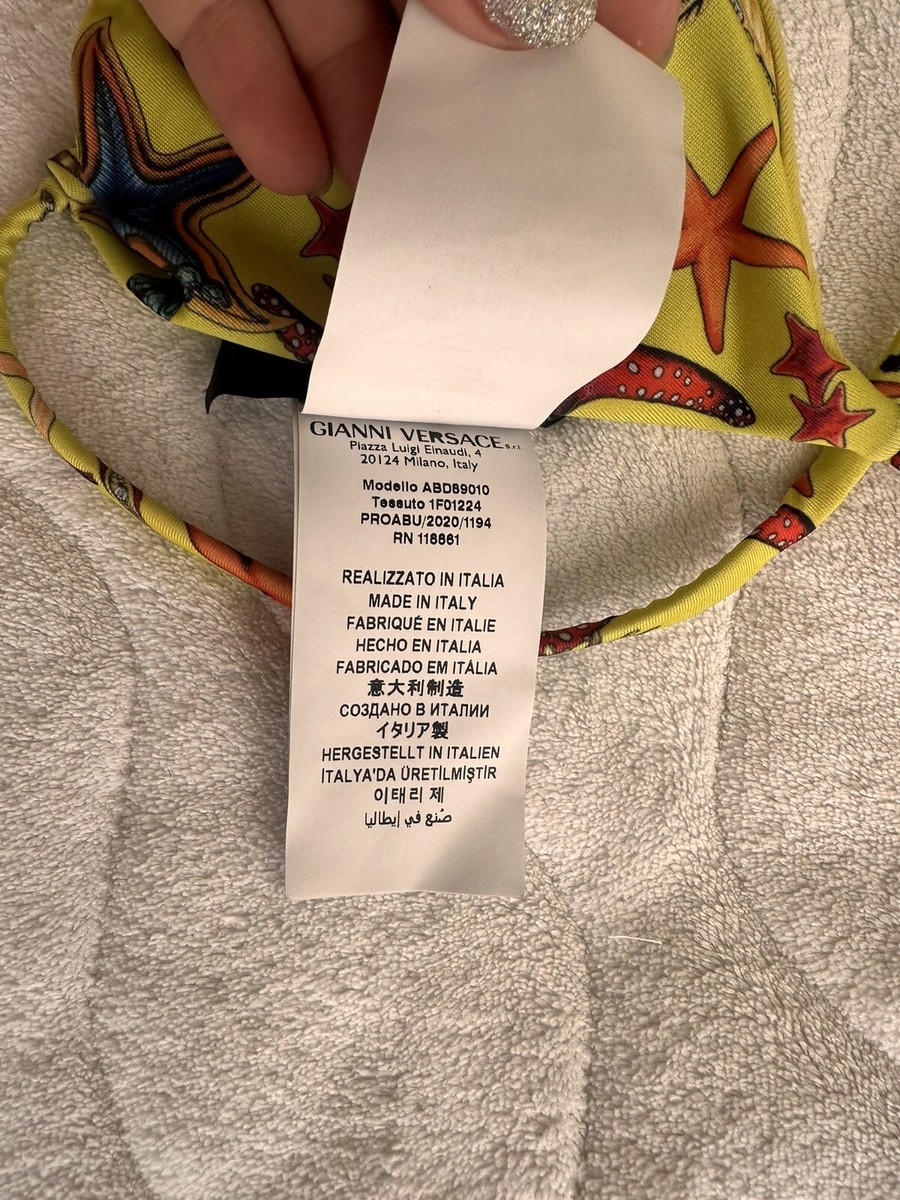 GIANNI VERSACE s.r.l.
Piazza Luigi Einaudi, 4
20124 Milano, Italy
Modello ABD89010
Tessuto 1F01224
PROABU/2020/1194
RN 118861
REALIZZATO IN ITALIA
MADE IN ITALY
FABRIQUÉ EN ITALIE
HECHO EN ITALIA
FABRICADO EM ITÁLIA
意大利制造
СОЗДАНО В ИТАЛИИ
イタリア製
HERGESTELLT IN ITALIEN
İTALYA'DA ÜRETİLMİŞTİR
이태리 제
صُنع في إيطاليا